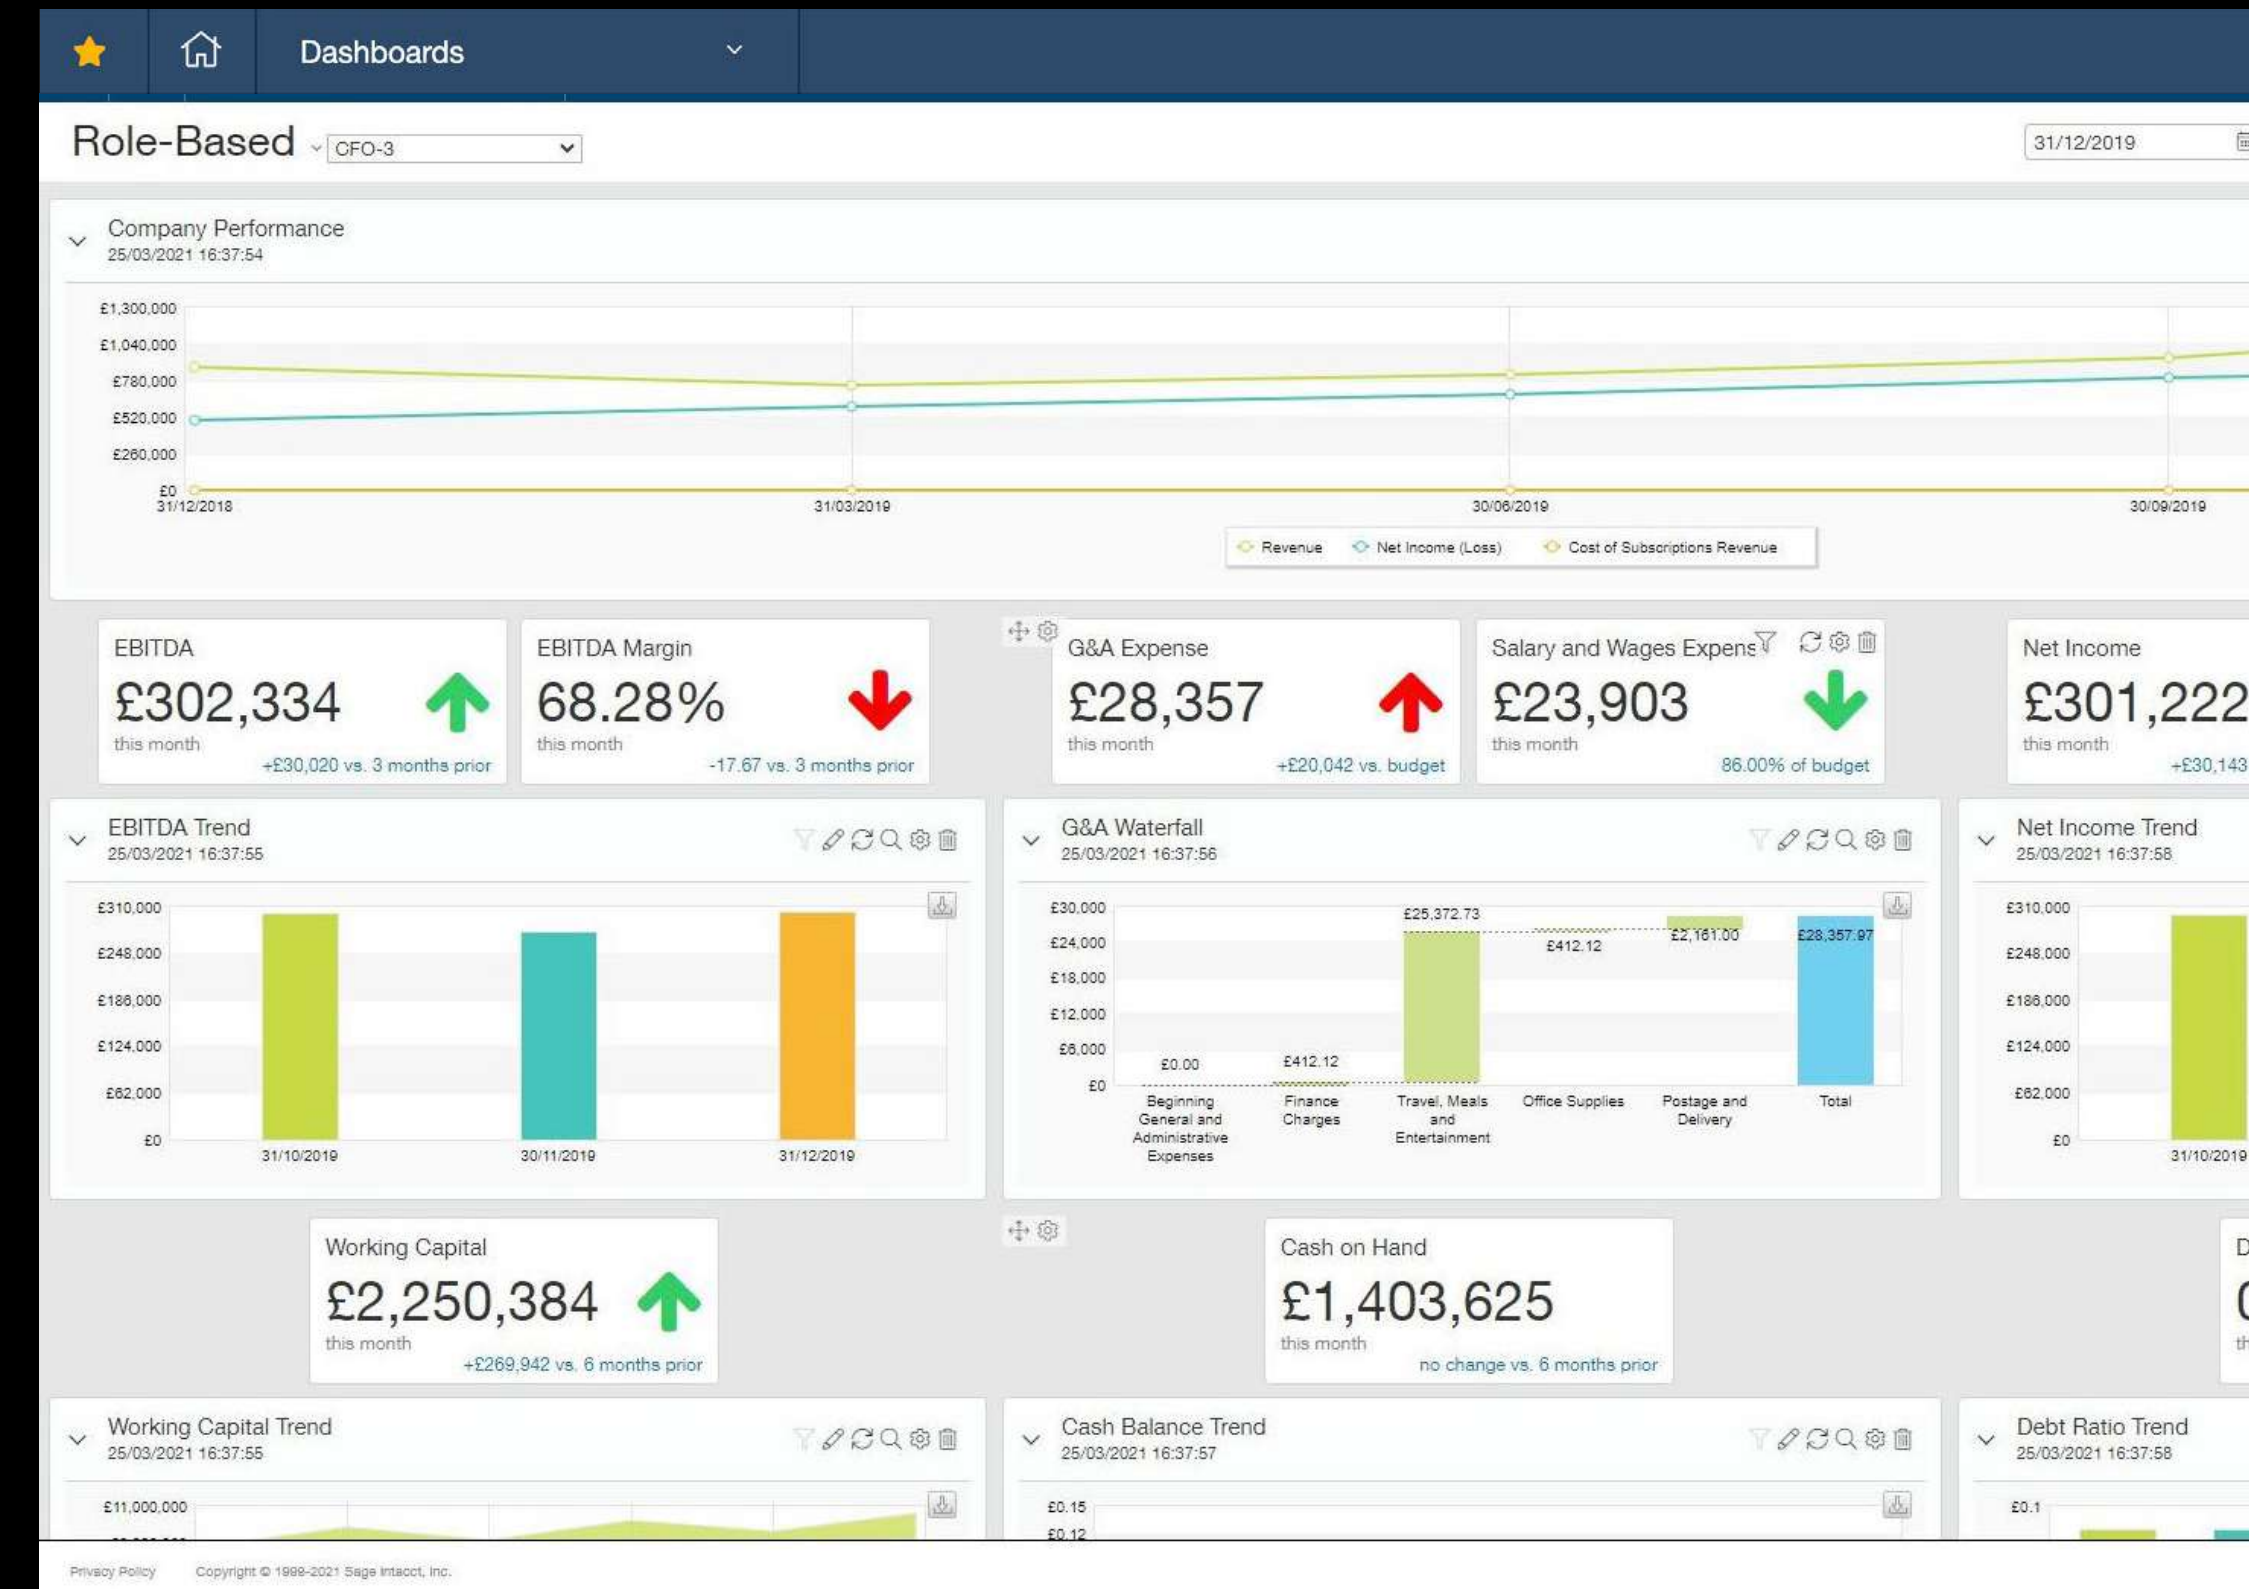 Dashboards
Role-Based
CFO-3
31/12/2019
Company Performance
25/03/2021 16:37:54
£1,300,000
£1,040,000
£780,000
£520,000
£260,000
£0
31/12/2018
31/03/2019
30/06/2019
30/09/2019
Revenue
Net Income (Loss)
Cost of Subscriptions Revenue
EBITDA
£302,334
this month
+£30,020 vs. 3 months prior
EBITDA Margin
68.28%
this month
-17.67 vs. 3 months prior
G&A Expense
£28,357
this month
+£20,042 vs. budget
Salary and Wages Expens
£23,903
this month
86.00% of budget
Net Income
£301,222
this month
+£30,143
EBITDA Trend
25/03/2021 16:37:55
£310,000
£248,000
£186,000
£124,000
£62,000
£0
31/10/2019
30/11/2019
31/12/2019
G&A Waterfall
25/03/2021 16:37:56
£30,000
£24,000
£18,000
£12,000
£6,000
£0
£0.00
£412.12
£25,372.73
£412.12
£2,161.00
£28,357.97
Beginning
General and
Administrative
Expenses
Finance
Charges
Travel, Meals
and
Entertainment
Office Supplies
Postage and
Delivery
Total
Net Income Trend
25/03/2021 16:37:58
£310,000
£248,000
£186,000
£124,000
£62,000
£0
31/10/2019
Working Capital
£2,250,384
this month
+£269,942 vs. 6 months prior
Cash on Hand
£1,403,625
this month
no change vs. 6 months prior
D
th
Working Capital Trend
25/03/2021 16:37:55
£11,000,000
Cash Balance Trend
25/03/2021 16:37:57
£0.15
£0.12
Debt Ratio Trend
25/03/2021 16:37:58
£0.1
Privacy Policy
Copyright © 1999-2021 Sage Intacct, Inc.